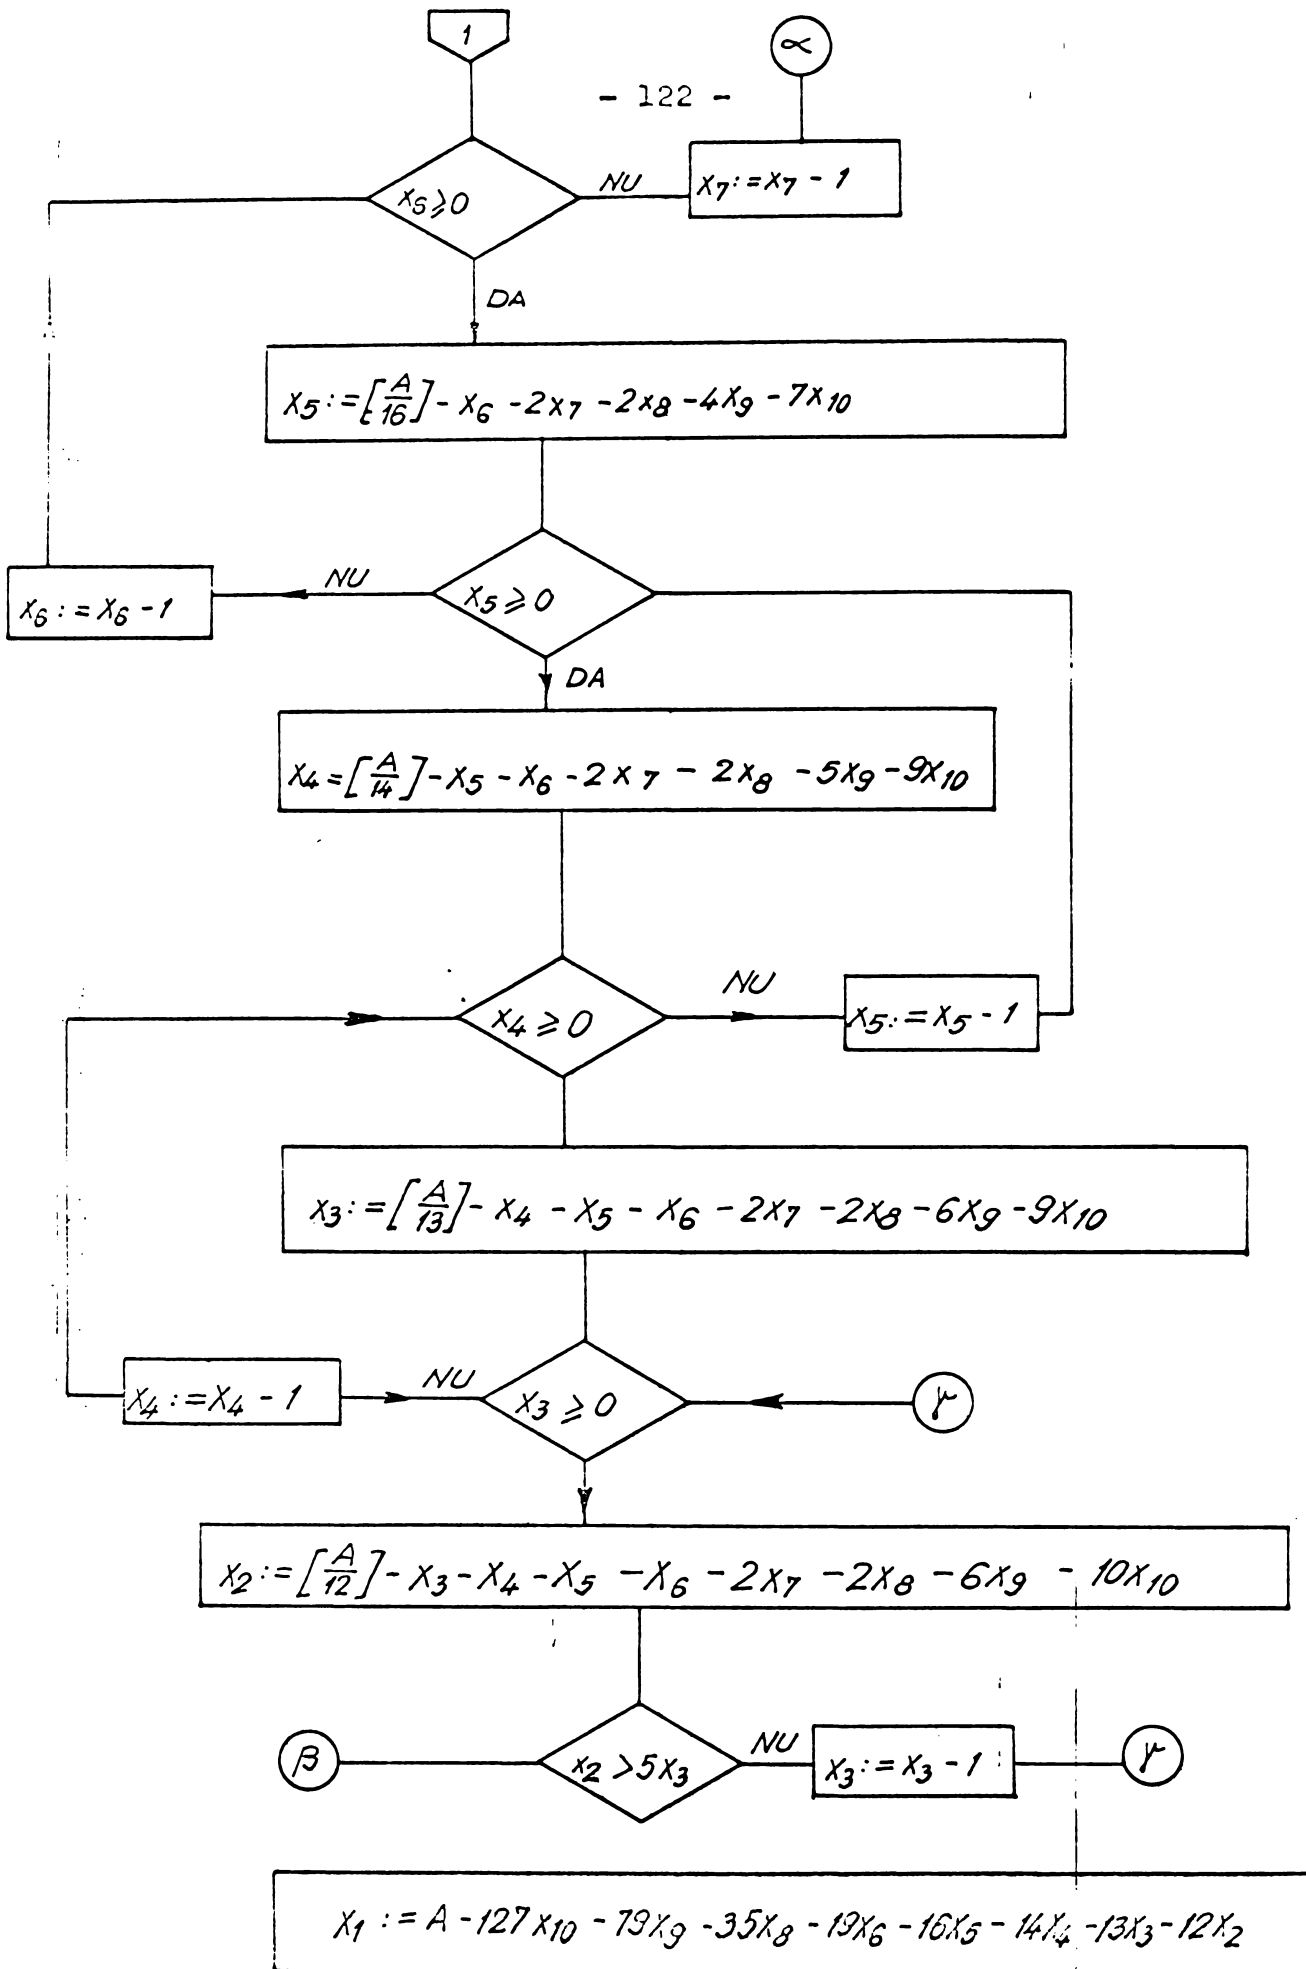 1
α
- 122 -
x6 ≥ 0
NU
x7 := x7 - 1
DA
x5 := [A/16] - x6 - 2x7 - 2x8 - 4x9 - 7x10
x6 := x6 - 1
NU
x5 ≥ 0
DA
x4 = [A/14] - x5 - x6 - 2x7 - 2x8 - 5x9 - 9x10
x4 ≥ 0
NU
x5 := x5 - 1
x3 := [A/13] - x4 - x5 - x6 - 2x7 - 2x8 - 6x9 - 9x10
x4 := x4 - 1
NU
x3 ≥ 0
γ
x2 := [A/12] - x3 - x4 - x5 - x6 - 2x7 - 2x8 - 6x9 - 10x10
β
x2 > 5x3
NU
x3 := x3 - 1
γ
x1 := A - 127x10 - 79x9 - 35x8 - 19x6 - 16x5 - 14x4 - 13x3 - 12x2